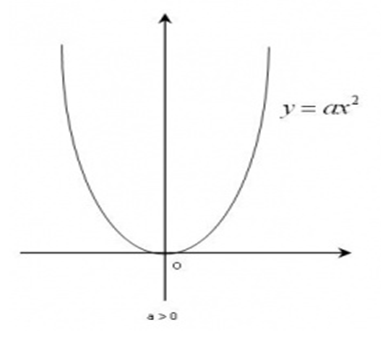 y = ax²
O
a > 0